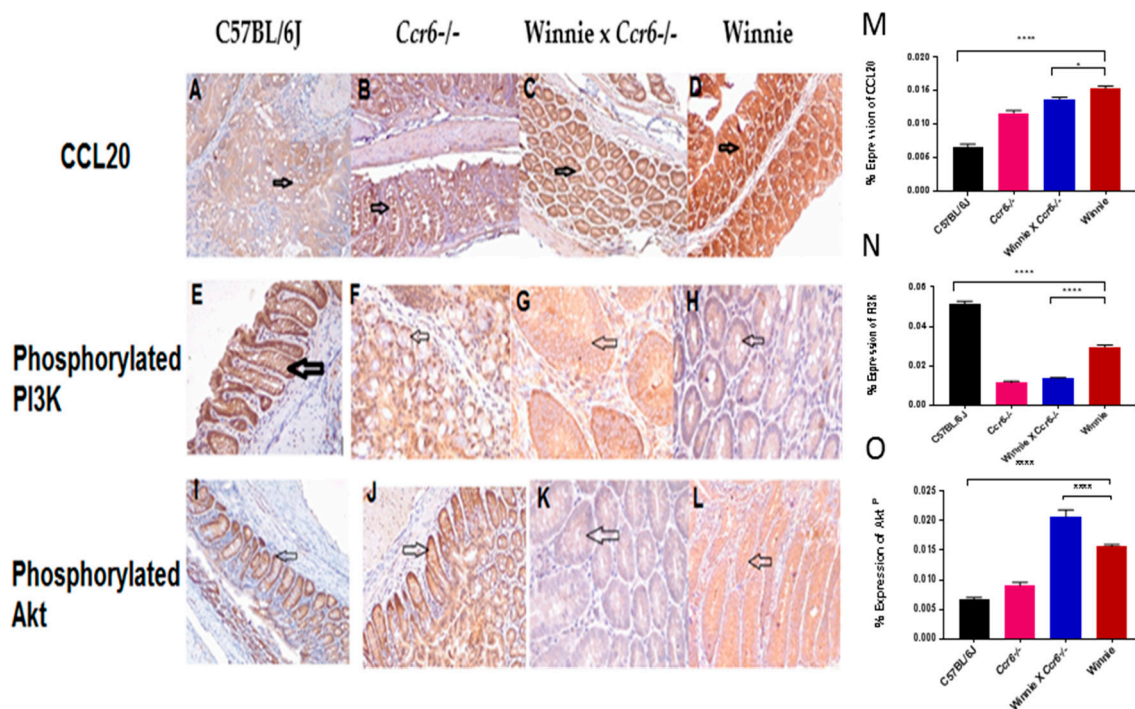 C57BL/6J Ccr6-/- Winnie x Ccr6-/- Winnie
CCL20
A B C D
Phosphorylated
PI3K
E F G H
Phosphorylated
Akt
I J K L
M
% Expression of CCL20
0.016
0.010
0.006
0.000
****
*
C57BL/6J
Ccr6-/-
Winnie X Ccr6-/-
Winnie
N
% Expression of
0.06
0.04
0.02
0.00
****
****
C57BL/6J
Ccr6-/-
Winnie X Ccr6-/-
Winnie
O
% Expression of Akt P
0.025
0.020
0.015
0.010
0.005
0.000
****
****
C57BL/6J
Ccr6-/-
Winnie X Ccr6-/-
Winnie